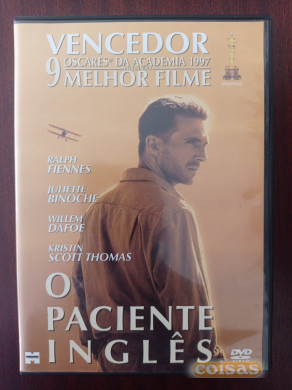 VENCEDOR
9 OSCARES® DA ACADEMIA 1997
MELHOR FILME
RALPH
FIENNES
JULIETTE
BINOCHE
WILLEM
DAFOE
KRISTIN
SCOTT THOMAS
O
PACIENTE
INGLÊS
DVD
coisas